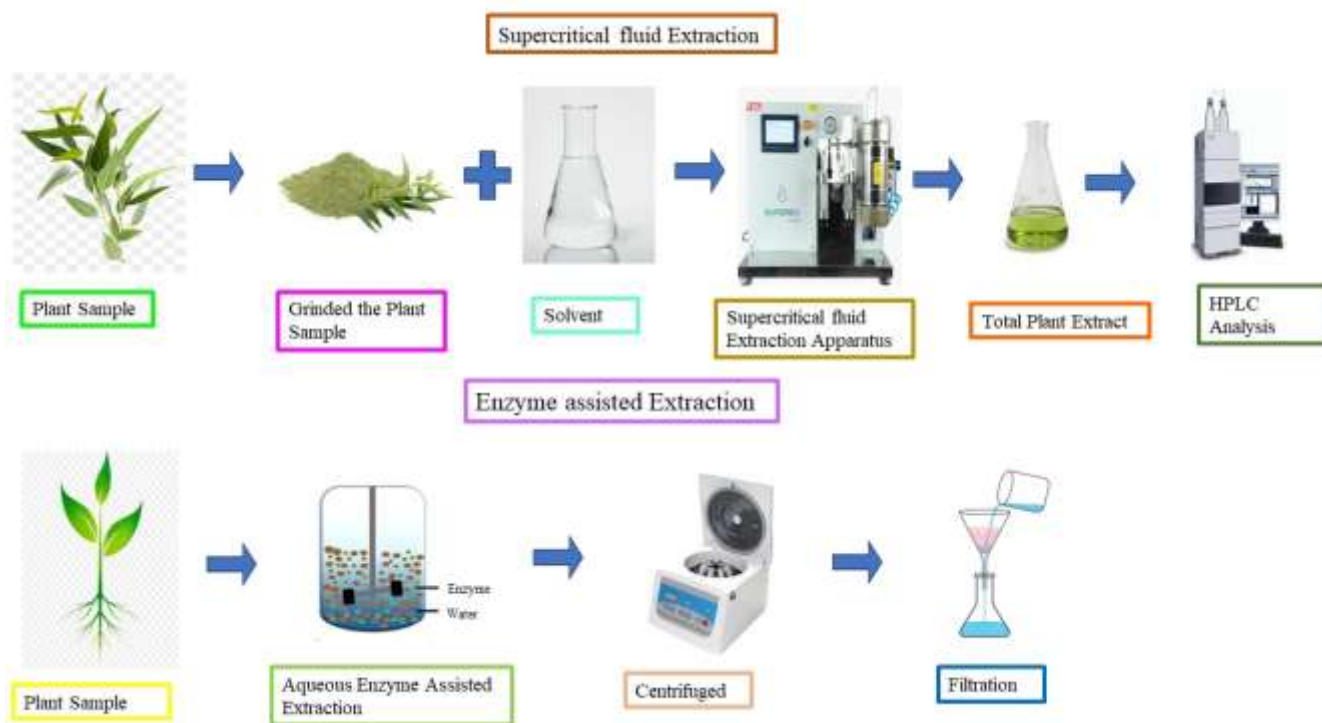 Supercritical fluid Extraction
Plant Sample
Grinded the Plant
Sample
Solvent
Supercritical fluid
Extraction Apparatus
Total Plant Extract
HPLC
Analysis
Enzyme assisted Extraction
Enzyme
Water
Plant Sample
Aqueous Enzyme Assisted
Extraction
Centrifuged
Filtration